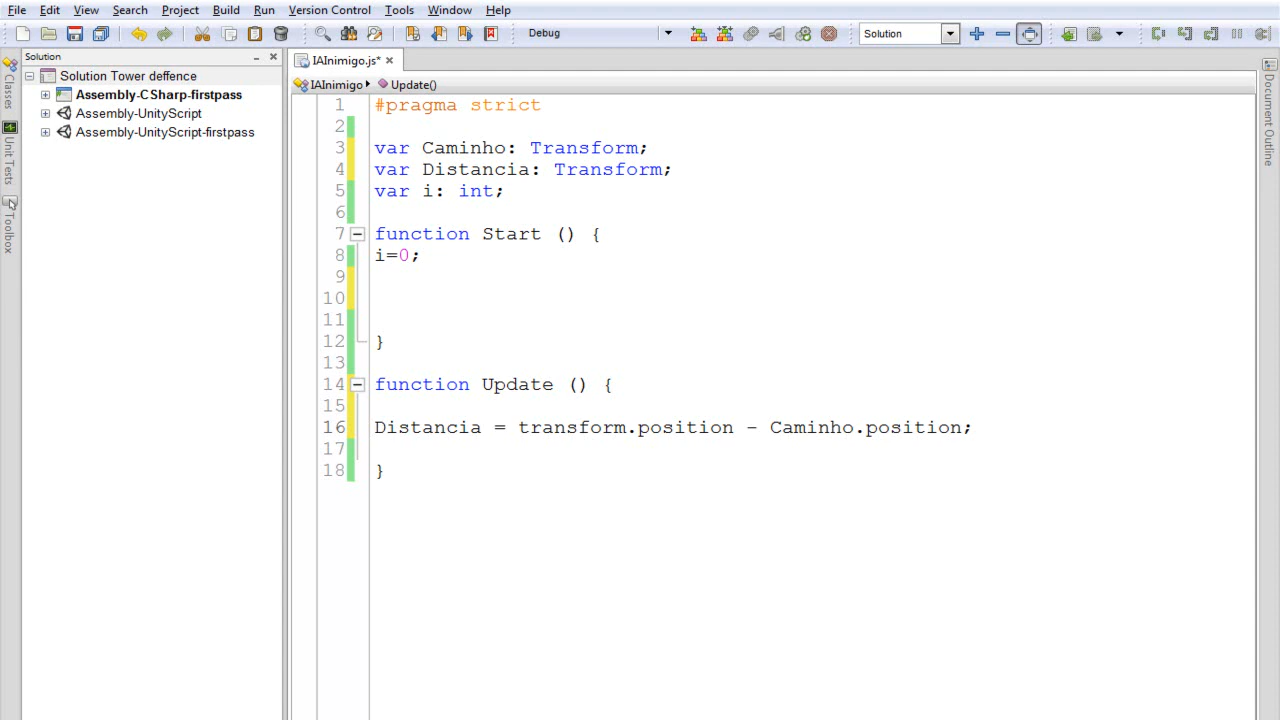 File Edit View Search Project Build Run Version Control Tools Window Help
Debug
Solution
Solution
Solution Tower deffence
Assembly-CSharp-firstpass
Assembly-UnityScript
Assembly-UnityScript-firstpass
Classes
Unit Tests
Toolbox
IAInimigo.js*
IAInimigo Update()
1 #pragma strict
2
3 var Caminho: Transform;
4 var Distancia: Transform;
5 var i: int;
6
7 function Start () {
8 i=0;
9
10
11
12 }
13
14 function Update () {
15
16 Distancia = transform.position - Caminho.position;
17
18 }
Document Outline